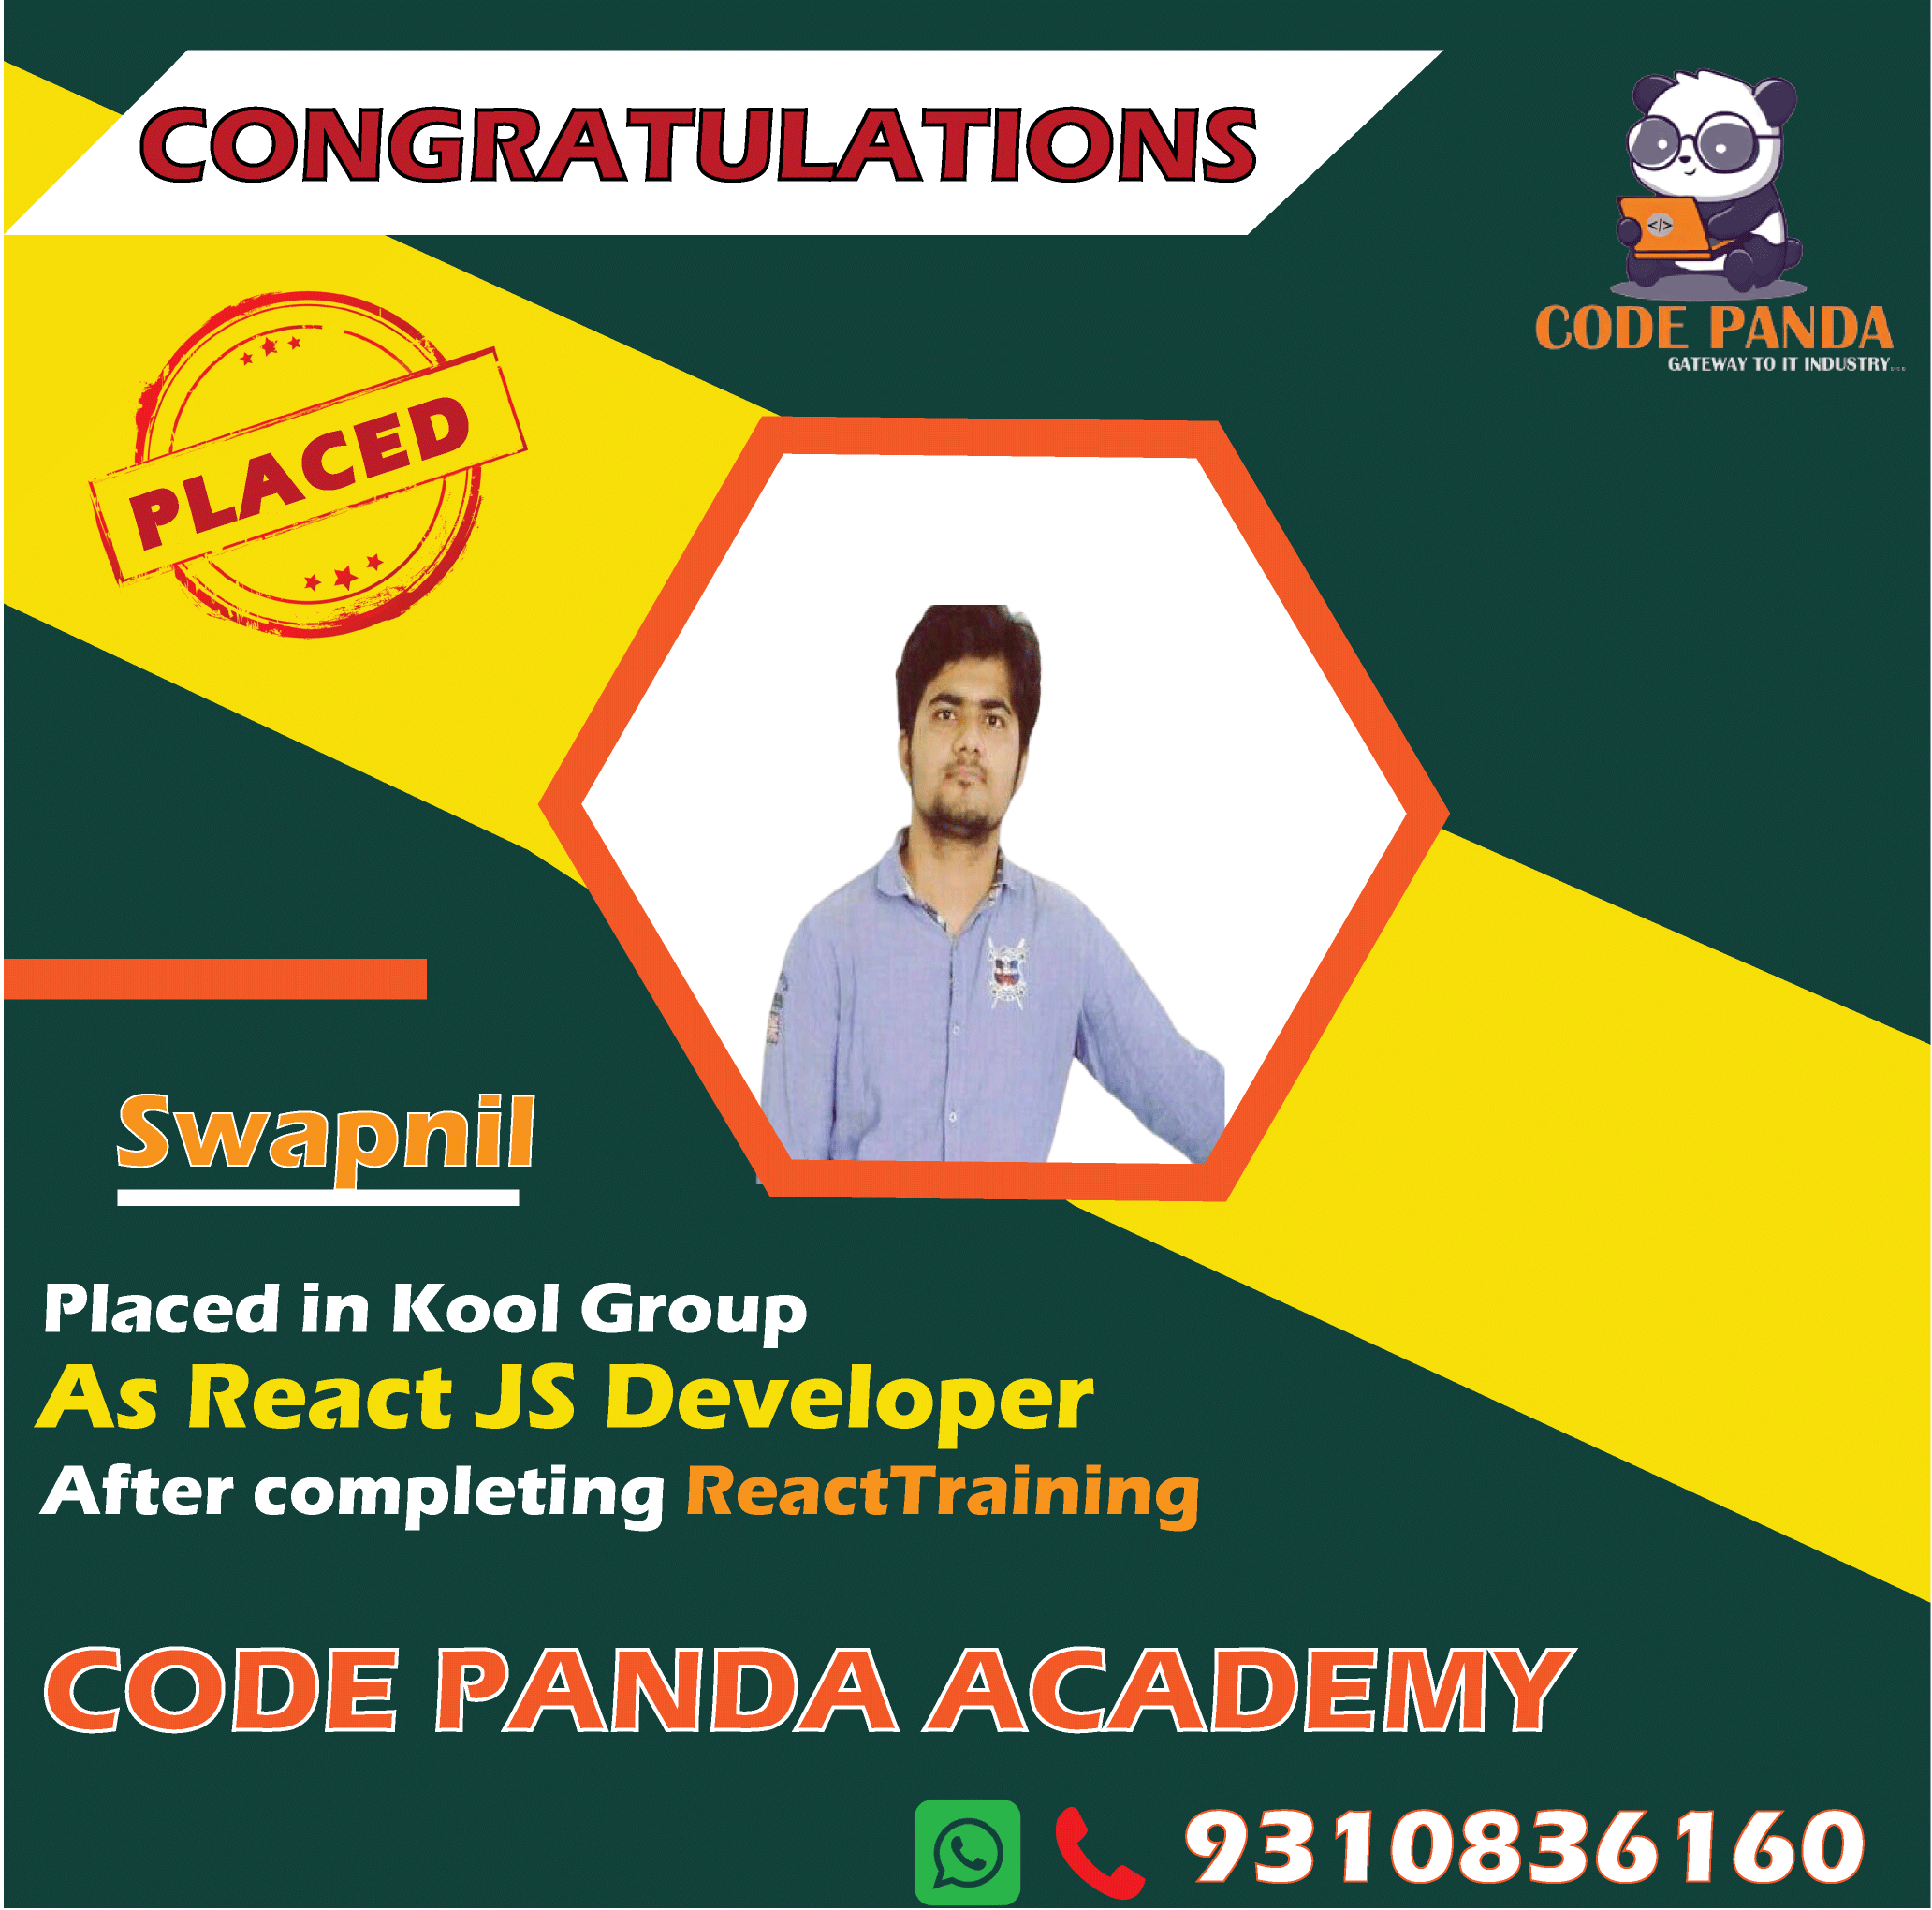 CONGRATULATIONS
</>
CODE PANDA
GATEWAY TO IT INDUSTRY...
PLACED
Swapnil
Placed in Kool Group
As React JS Developer
After completing ReactTraining
CODE PANDA ACADEMY
9310836160